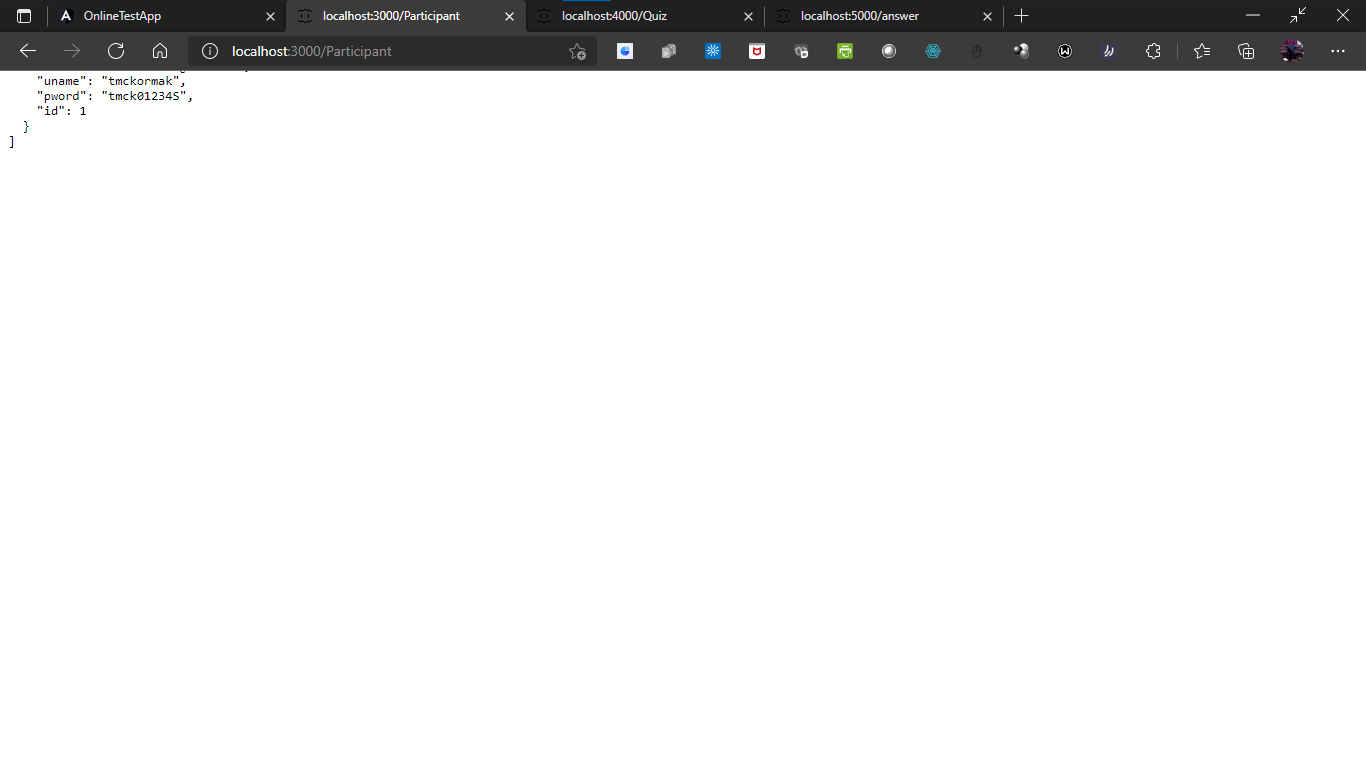 OnlineTestApp
localhost:3000/Participant
localhost:4000/Quiz
localhost:5000/answer
localhost:3000/Participant
"uname": "tmckormak",
"pword": "tmck01234S",
"id": 1
}
]